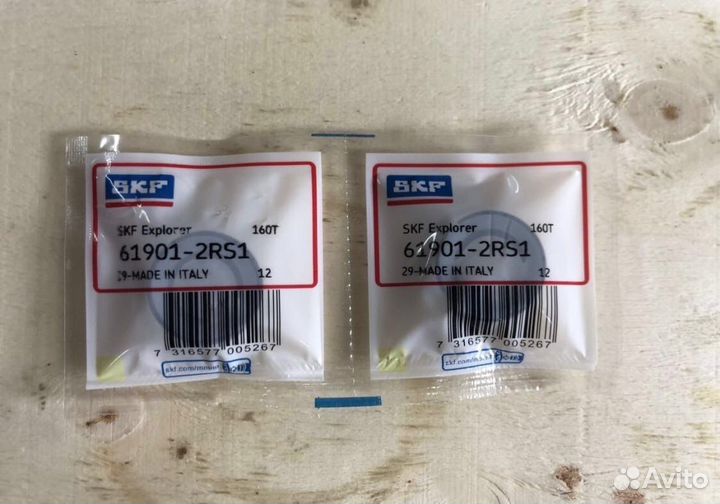 SKF
SKF Explorer 160T
61901-2RS1
29-MADE IN ITALY 12
7 316577 005267
SKF
SKF Explorer 160T
61901-2RS1
29-MADE IN ITALY 12
7 316577 005267
Avito